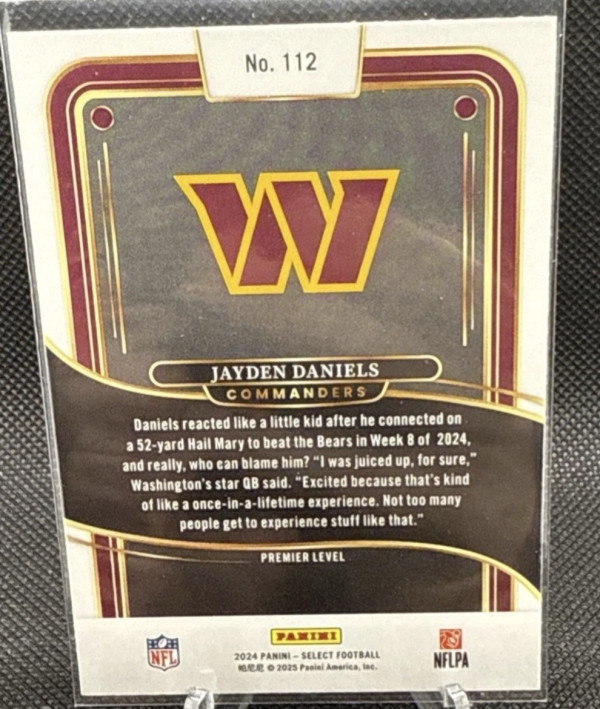 No. 112
W
JAYDEN DANIELS
COMMANDERS
Daniels reacted like a little kid after he connected on
a 52-yard Hail Mary to beat the Bears in Week 8 of 2024,
and really, who can blame him? “I was juiced up, for sure,”
Washington’s star QB said. “Excited because that’s kind
of like a once-in-a-lifetime experience. Not too many
people get to experience stuff like that.”
PREMIER LEVEL
NFL
PANINI
2024 PANINI – SELECT FOOTBALL
帕尼尼 © 2025 Panini America, Inc.
NFLPA